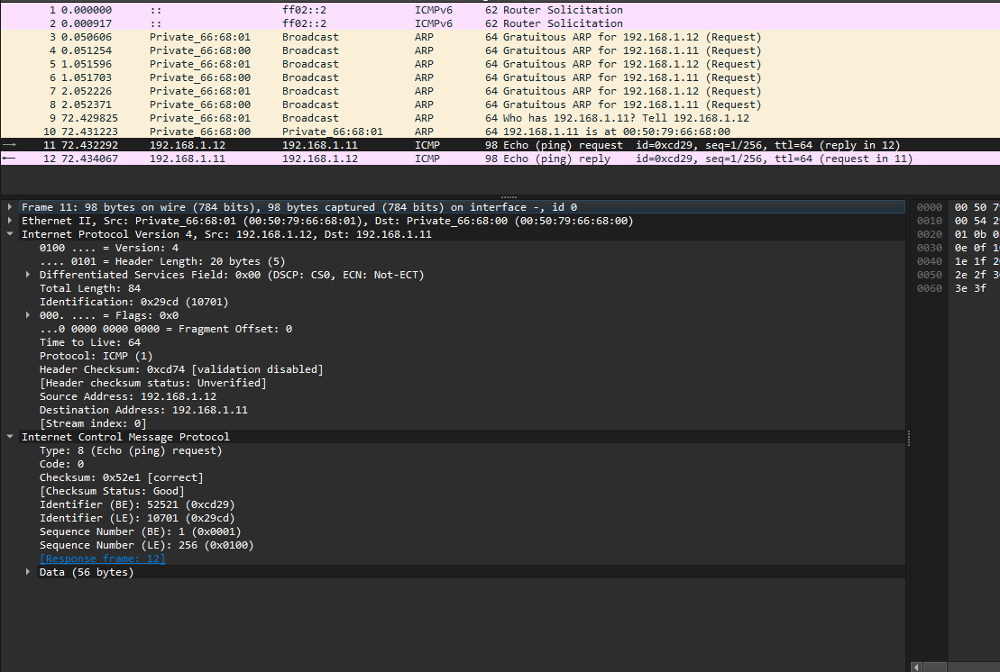 1 0.000000 :: ff02::2 ICMPv6 62 Router Solicitation
2 0.000917 :: ff02::2 ICMPv6 62 Router Solicitation
3 0.050606 Private_66:68:01 Broadcast ARP 64 Gratuitous ARP for 192.168.1.12 (Request)
4 0.051254 Private_66:68:00 Broadcast ARP 64 Gratuitous ARP for 192.168.1.11 (Request)
5 1.051596 Private_66:68:01 Broadcast ARP 64 Gratuitous ARP for 192.168.1.12 (Request)
6 1.051703 Private_66:68:00 Broadcast ARP 64 Gratuitous ARP for 192.168.1.11 (Request)
7 2.052226 Private_66:68:01 Broadcast ARP 64 Gratuitous ARP for 192.168.1.12 (Request)
8 2.052371 Private_66:68:00 Broadcast ARP 64 Gratuitous ARP for 192.168.1.11 (Request)
9 72.429825 Private_66:68:01 Broadcast ARP 64 Who has 192.168.1.11? Tell 192.168.1.12
10 72.431223 Private_66:68:00 Private_66:68:01 ARP 64 192.168.1.11 is at 00:50:79:66:68:00
11 72.432292 192.168.1.12 192.168.1.11 ICMP 98 Echo (ping) request id=0xcd29, seq=1/256, ttl=64 (reply in 12)
12 72.434067 192.168.1.11 192.168.1.12 ICMP 98 Echo (ping) reply id=0xcd29, seq=1/256, ttl=64 (request in 11)
Frame 11: 98 bytes on wire (784 bits), 98 bytes captured (784 bits) on interface -, id 0
Ethernet II, Src: Private_66:68:01 (00:50:79:66:68:01), Dst: Private_66:68:00 (00:50:79:66:68:00)
Internet Protocol Version 4, Src: 192.168.1.12, Dst: 192.168.1.11
0100 .... = Version: 4
.... 0101 = Header Length: 20 bytes (5)
Differentiated Services Field: 0x00 (DSCP: CS0, ECN: Not-ECT)
Total Length: 84
Identification: 0x29cd (10701)
000. .... = Flags: 0x0
...0 0000 0000 0000 = Fragment Offset: 0
Time to Live: 64
Protocol: ICMP (1)
Header Checksum: 0xcd74 [validation disabled]
[Header checksum status: Unverified]
Source Address: 192.168.1.12
Destination Address: 192.168.1.11
[Stream index: 0]
Internet Control Message Protocol
Type: 8 (Echo (ping) request)
Code: 0
Checksum: 0x52e1 [correct]
[Checksum Status: Good]
Identifier (BE): 52521 (0xcd29)
Identifier (LE): 10701 (0x29cd)
Sequence Number (BE): 1 (0x0001)
Sequence Number (LE): 256 (0x0100)
[Response frame: 12]
Data (56 bytes)
0000 00 50
0010 00 54
0020 01 0b
0030 0e 0f
0040 1e 1f
0050 2e 2f
0060 3e 3f